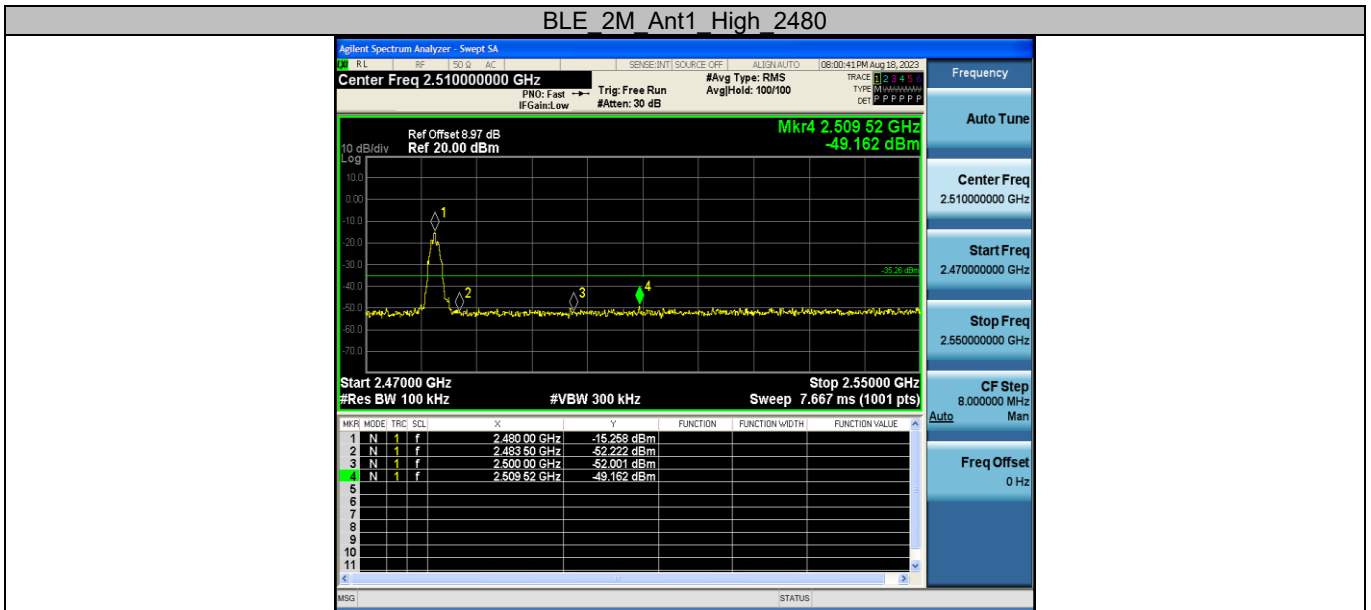 BLE_2M_Ant1_High_2480
Agilent Spectrum Analyzer - Swept SA
RL RF 50 Ω AC SENSE:INT SOURCE OFF ALIGN AUTO 08:00:41 PM Aug 18, 2023
Center Freq 2.510000000 GHz #Avg Type: RMS TRACE 1 2 3 4 5 6
PNO: Fast Trig: Free Run Avg|Hold: 100/100 TYPE M
IFGain:Low #Atten: 30 dB DET P P P P P P
Mkr4 2.509 52 GHz
-49.162 dBm
Ref Offset 8.97 dB
10 dB/div Ref 20.00 dBm
Log
10.0
0.00
-10.0
-20.0
-30.0
-40.0
-50.0
-60.0
-70.0
1
2
3
4
-35.26 dBm
Start 2.47000 GHz Stop 2.55000 GHz
#Res BW 100 kHz #VBW 300 kHz Sweep 7.667 ms (1001 pts)
MKR MODE TRC SCL X Y FUNCTION FUNCTION WIDTH FUNCTION VALUE
1 N 1 f 2.480 00 GHz -15.258 dBm
2 N 1 f 2.483 50 GHz -52.222 dBm
3 N 1 f 2.500 00 GHz -52.001 dBm
4 N 1 f 2.509 52 GHz -49.162 dBm
5
6
7
8
9
10
11
MSG STATUS
Frequency
Auto Tune
Center Freq
2.510000000 GHz
Start Freq
2.470000000 GHz
Stop Freq
2.550000000 GHz
CF Step
8.000000 MHz
Auto Man
Freq Offset
0 Hz